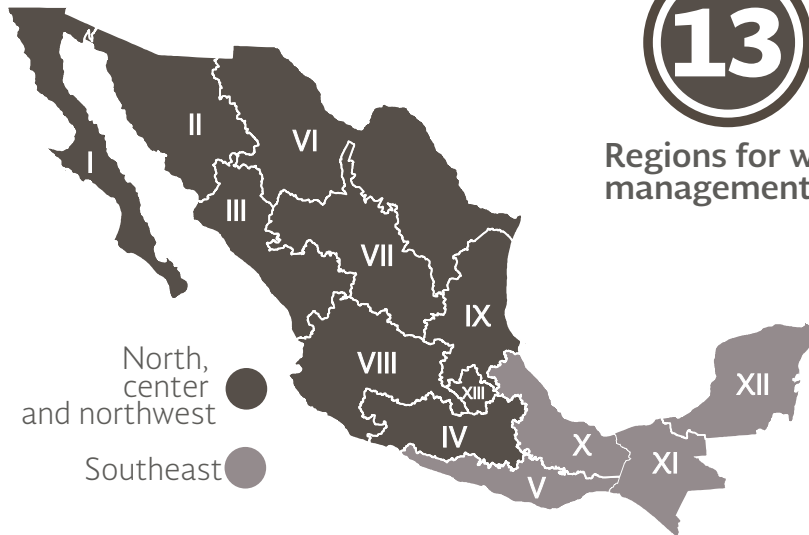 13
Regions for w
management
I
II
VI
III
VII
IX
VIII
XIII
IV
X
V
XI
XII
North,
center
and northwest
Southeast